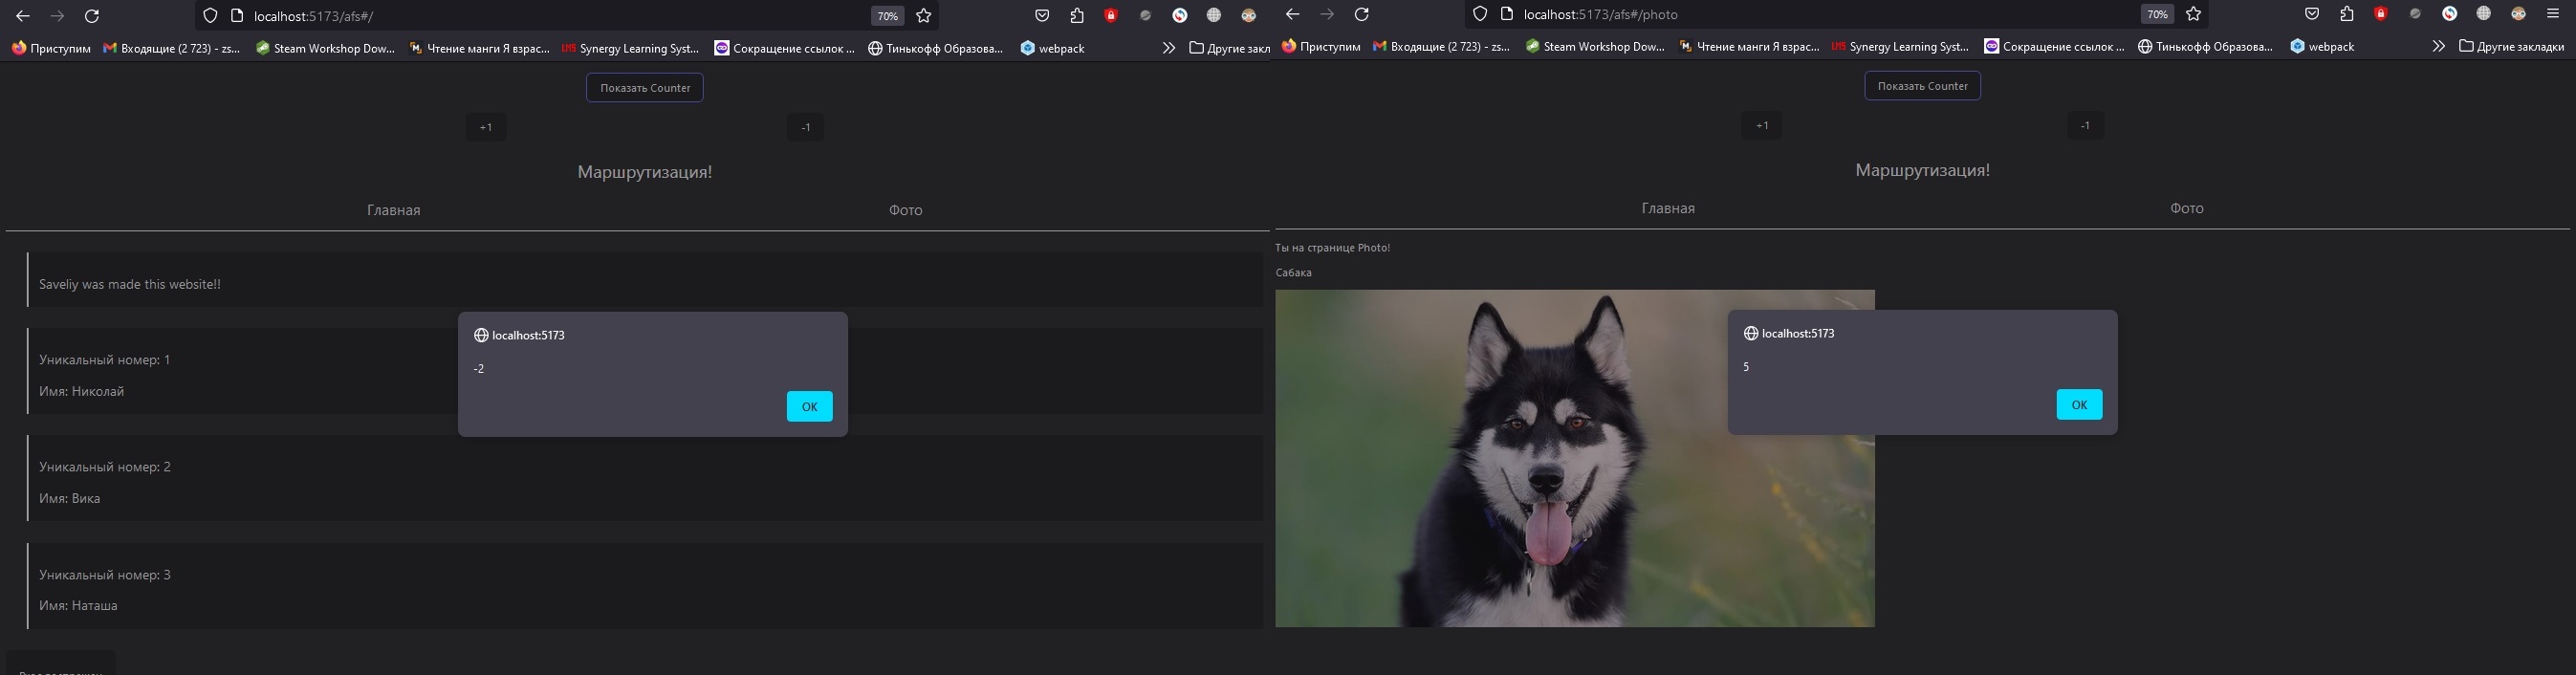 localhost:5173/afs#/
70%
Приступим
Входящие (2 723) - zs...
Steam Workshop Dow...
Чтение манги Я взрас...
LMS Synergy Learning Syst...
Сокращение ссылок ...
Тинькофф Образова...
webpack
Другие закл
Показать Counter
+1
-1
Маршрутизация!
Главная
Фото
Saveliy was made this website!!
Уникальный номер: 1
Имя: Николай
Уникальный номер: 2
Имя: Вика
Уникальный номер: 3
Имя: Наташа
localhost:5173
-2
OK
localhost:5173/afs#/photo
70%
Приступим
Входящие (2 723) - zs...
Steam Workshop Dow...
Чтение манги Я взрас...
LMS Synergy Learning Syst...
Сокращение ссылок ...
Тинькофф Образова...
webpack
Другие закладки
Показать Counter
+1
-1
Маршрутизация!
Главная
Фото
Ты на странице Photo!
Сабака
localhost:5173
5
OK